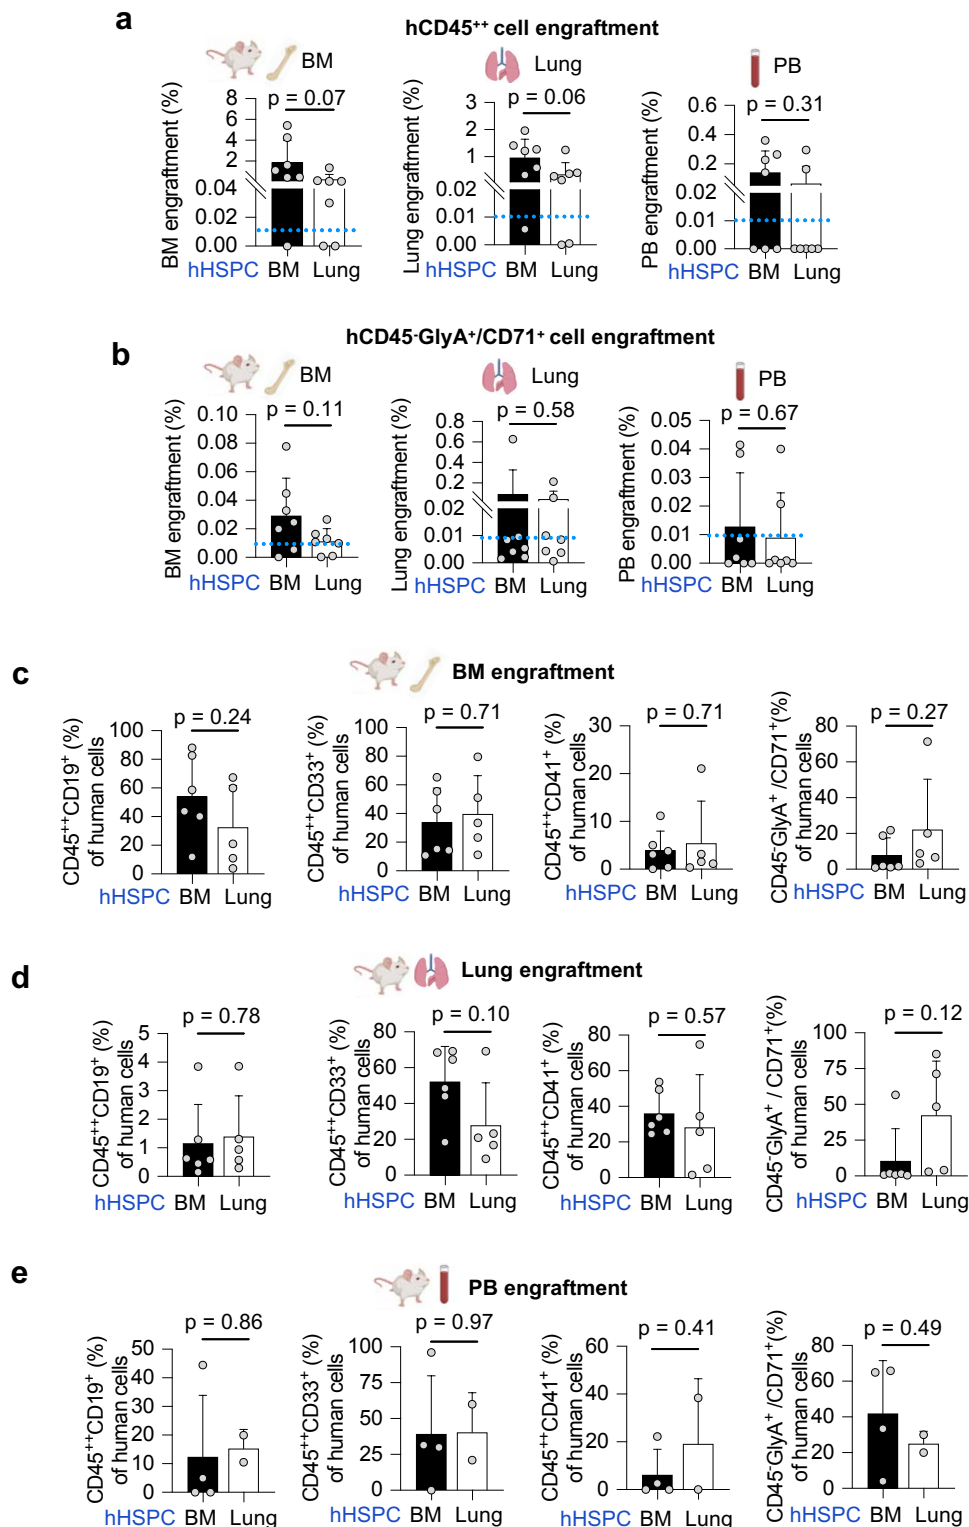 a
hCD45++ cell engraftment
BM
Lung
PB
p = 0.07
p = 0.06
p = 0.31
BM engraftment (%)
8
6
4
2
0.04
0.02
0.00
Lung engraftment (%)
3
2
1
0.02
0.01
0.00
PB engraftment (%)
0.6
0.4
0.2
0.02
0.01
0.00
hHSPC BM Lung
hHSPC BM Lung
hHSPC BM Lung
b
hCD45-GlyA+/CD71+ cell engraftment
BM
Lung
PB
p = 0.11
p = 0.58
p = 0.67
BM engraftment (%)
0.10
0.08
0.06
0.04
0.02
0.00
Lung engraftment (%)
0.8
0.6
0.4
0.2
0.02
0.01
0.00
PB engraftment (%)
0.05
0.04
0.03
0.02
0.01
0.00
hHSPC BM Lung
hHSPC BM Lung
hHSPC BM Lung
c
BM engraftment
p = 0.24
p = 0.71
p = 0.71
p = 0.27
CD45++CD19+ (%)
of human cells
100
80
60
40
20
0
CD45++CD33+ (%)
of human cells
100
80
60
40
20
0
CD45++CD41+ (%)
of human cells
30
20
10
0
CD45-GlyA+ /CD71+(%)
of human cells
80
60
40
20
0
hHSPC BM Lung
hHSPC BM Lung
hHSPC BM Lung
hHSPC BM Lung
d
Lung engraftment
p = 0.78
p = 0.10
p = 0.57
p = 0.12
CD45++CD19+ (%)
of human cells
5
4
3
2
1
0
CD45++CD33+ (%)
of human cells
80
60
40
20
0
CD45++CD41+ (%)
of human cells
80
60
40
20
0
CD45-GlyA+ / CD71+(%)
of human cells
100
75
50
25
0
hHSPC BM Lung
hHSPC BM Lung
hHSPC BM Lung
hHSPC BM Lung
e
PB engraftment
p = 0.86
p = 0.97
p = 0.41
p = 0.49
CD45++CD19+ (%)
of human cells
50
40
30
20
10
0
CD45++CD33+ (%)
of human cells
100
75
50
25
0
CD45++CD41+ (%)
of human cells
60
40
20
0
CD45-GlyA+ /CD71+(%)
of human cells
80
60
40
20
0
hHSPC BM Lung
hHSPC BM Lung
hHSPC BM Lung
hHSPC BM Lung